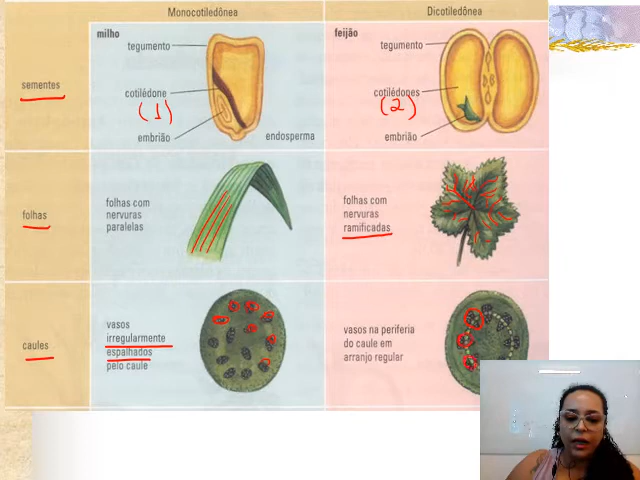 Monocotiledônea
Dicotiledônea
sementes
milho
tegumento
cotilédone
(1)
embrião
endosperma
feijão
tegumento
cotilédones
(2)
embrião
folhas
folhas com
nervuras
paralelas
folhas com
nervuras
ramificadas
caules
vasos
irregularmente
espalhados
pelo caule
vasos na periferia
do caule em
arranjo regular